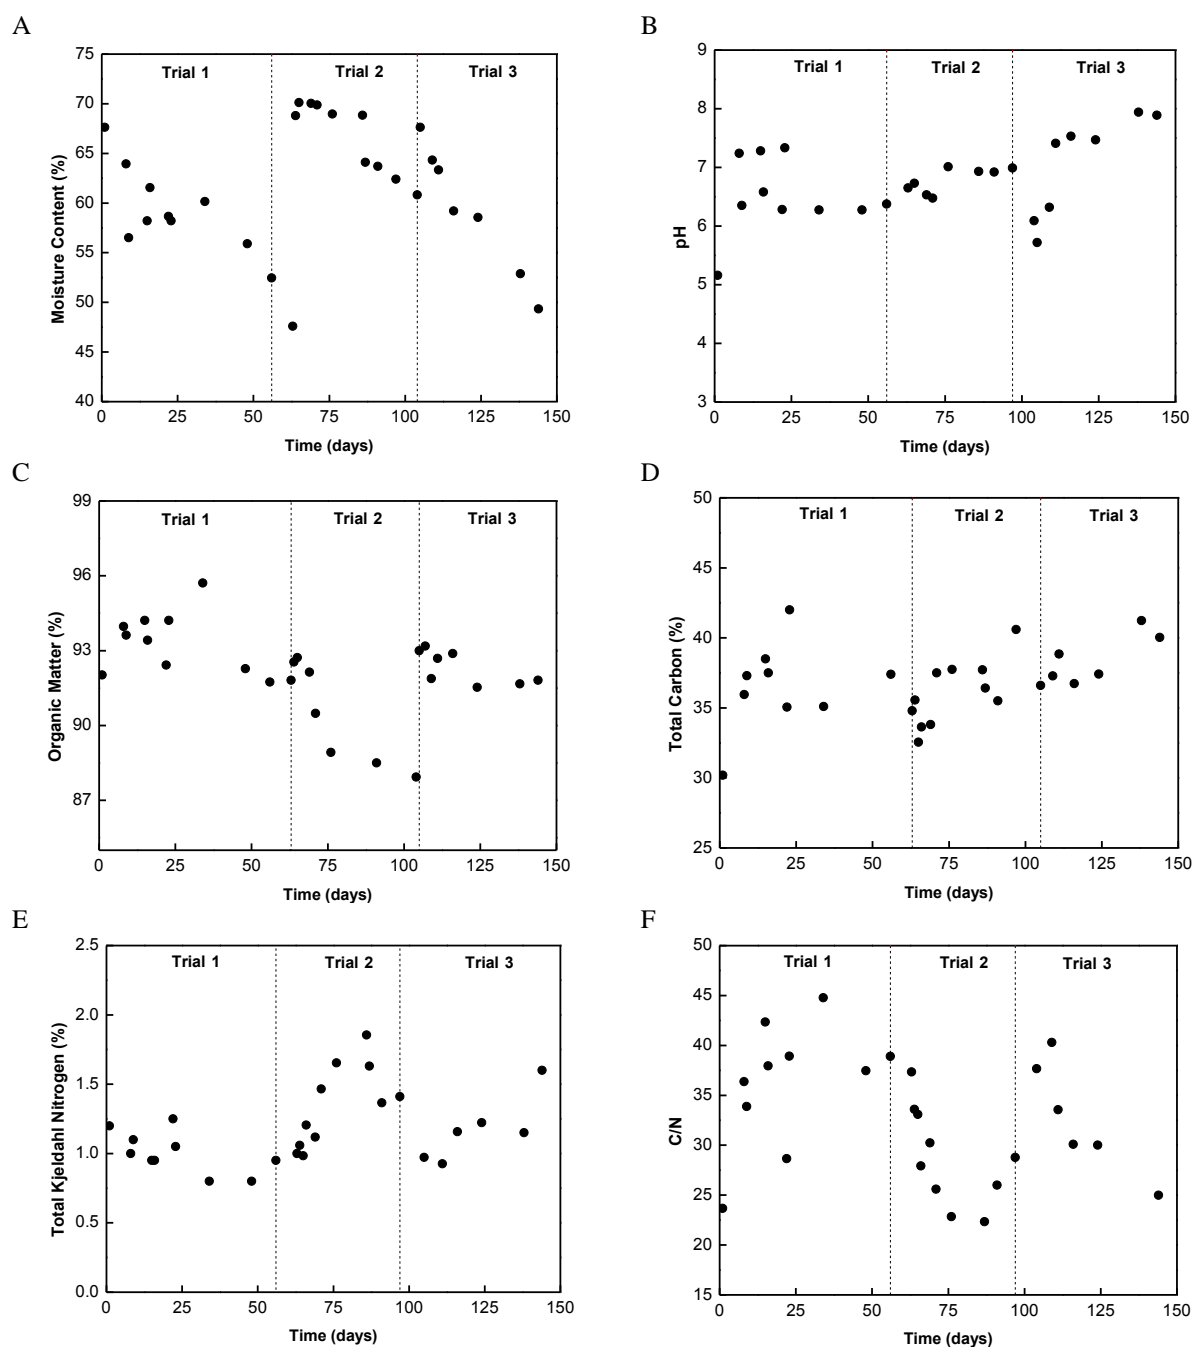 A
75
70
65
60
55
50
45
40
Moisture Content (%)
Trial 1 Trial 2 Trial 3
0 25 50 75 100 125 150
Time (days)
B
9
8
7
6
5
4
3
pH
Trial 1 Trial 2 Trial 3
0 25 50 75 100 125 150
Time (days)
C
99
96
93
90
87
Organic Matter (%)
Trial 1 Trial 2 Trial 3
0 25 50 75 100 125 150
Time (days)
D
50
45
40
35
30
25
Total Carbon (%)
Trial 1 Trial 2 Trial 3
0 25 50 75 100 125 150
Time (days)
E
2.5
2.0
1.5
1.0
0.5
0.0
Total Kjeldahl Nitrogen (%)
Trial 1 Trial 2 Trial 3
0 25 50 75 100 125 150
Time (days)
F
50
45
40
35
30
25
20
15
C/N
Trial 1 Trial 2 Trial 3
0 25 50 75 100 125 150
Time (days)